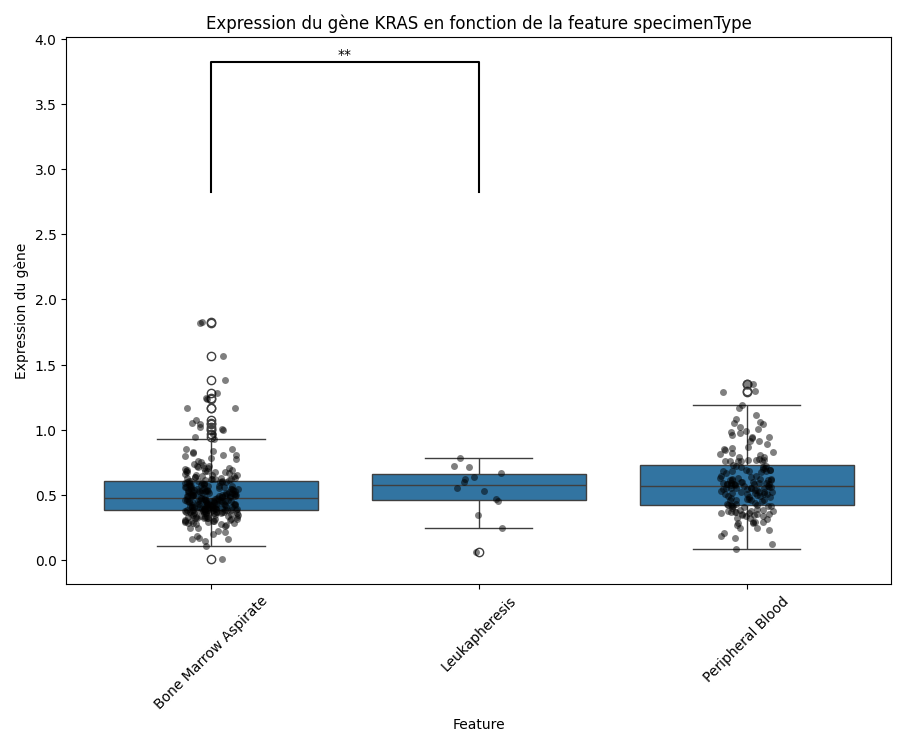 Expression du gène KRAS en fonction de la feature specimenType
**
4.0
3.5
3.0
2.5
2.0
1.5
1.0
0.5
0.0
Expression du gène
Bone Marrow Aspirate
Leukapheresis
Peripheral Blood
Feature